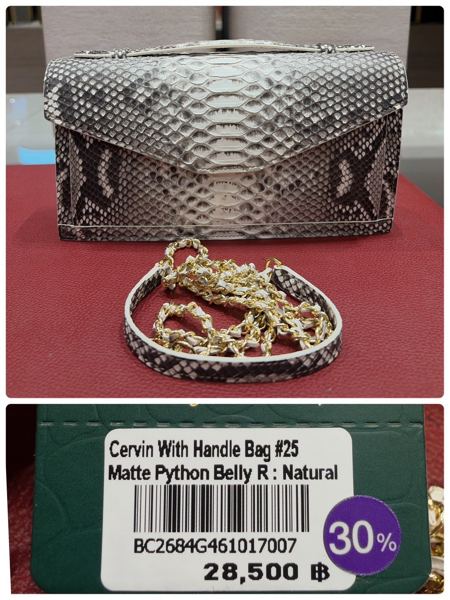 Cervin With Handle Bag #25
Matte Python Belly R : Natural
BC2684G461017007
30%
28,500 ฿